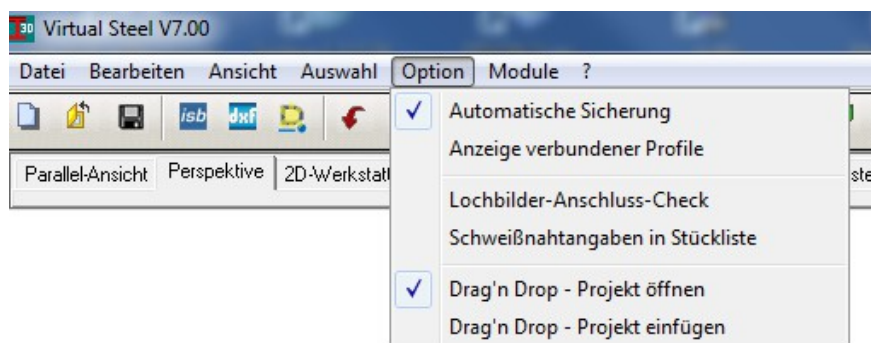 3D Virtual Steel V7.00
Datei Bearbeiten Ansicht Auswahl Option Module ?
isb dxf
Automatische Sicherung
Anzeige verbundener Profile
Parallel-Ansicht Perspektive 2D-Werkstatt
Lochbilder-Anschluss-Check
Schweißnahtangaben in Stückliste
Drag'n Drop - Projekt öffnen
Drag'n Drop - Projekt einfügen